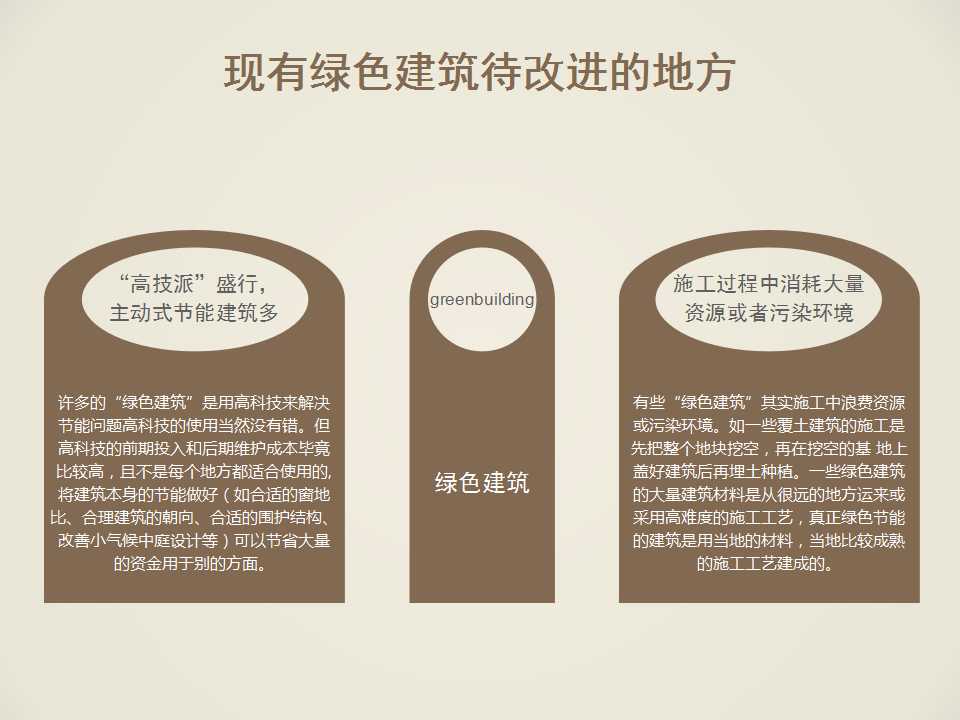 现有绿色建筑待改进的地方
“高技派”盛行，
主动式节能建筑多
许多的“绿色建筑”是用高科技来解决
节能问题高科技的使用当然没有错。但
高科技的前期投入和后期维护成本毕竟
比较高，且不是每个地方都适合使用的,
将建筑本身的节能做好（如合适的窗地
比、合理建筑的朝向、合适的围护结构、
改善小气候中庭设计等）可以节省大量
的资金用于别的方面。
greenbuilding
绿色建筑
施工过程中消耗大量
资源或者污染环境
有些“绿色建筑”其实施工中浪费资源
或污染环境。如一些覆土建筑的施工是
先把整个地块挖空，再在挖空的基 地上
盖好建筑后再埋土种植。一些绿色建筑
的大量建筑材料是从很远的地方运来或
采用高难度的施工工艺，真正绿色节能
的建筑是用当地的材料，当地比较成熟
的施工工艺建成的。